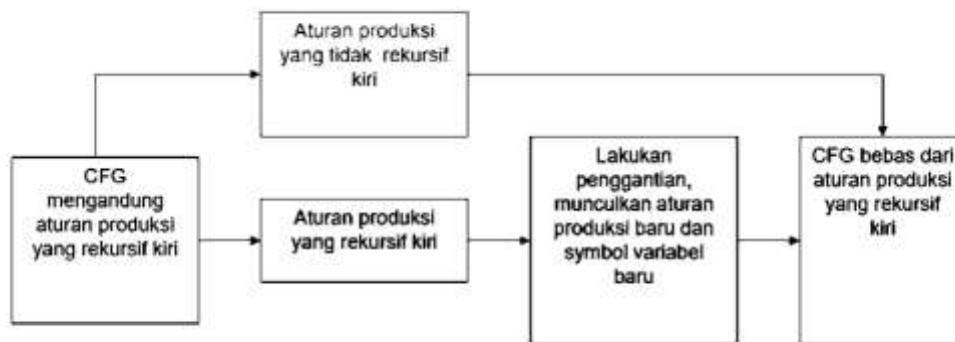 Aturan produksi
yang tidak rekursif
kiri
CFG
mengandung
aturan produksi
yang rekursif kiri
Aturan produksi
yang rekursif kiri
Lakukan
penggantian,
munculkan aturan
produksi baru dan
symbol variabel
baru
CFG bebas dari
aturan produksi
yang rekursif
kiri